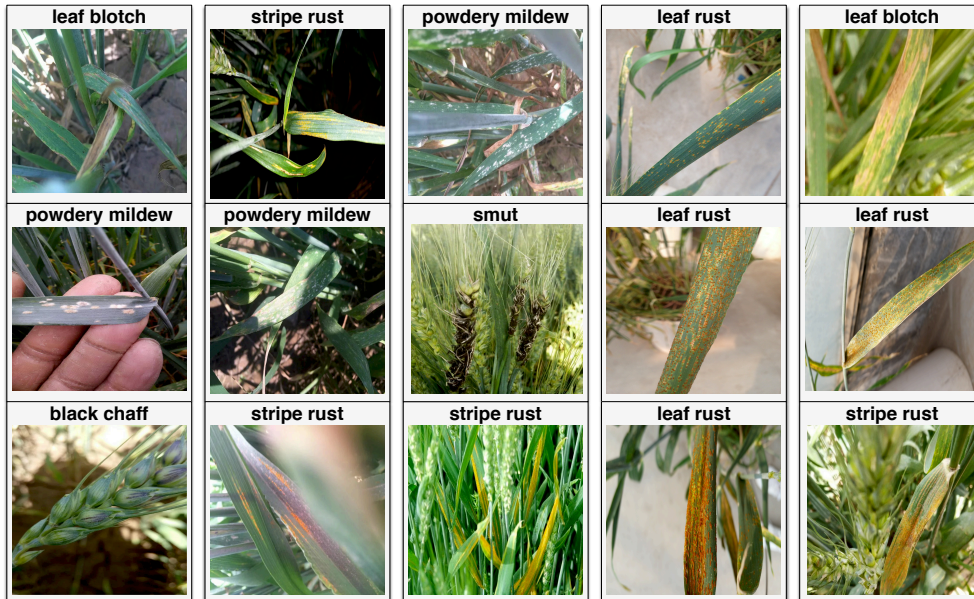 leaf blotch
stripe rust
powdery mildew
leaf rust
leaf blotch
powdery mildew
powdery mildew
smut
leaf rust
leaf rust
black chaff
stripe rust
stripe rust
leaf rust
stripe rust